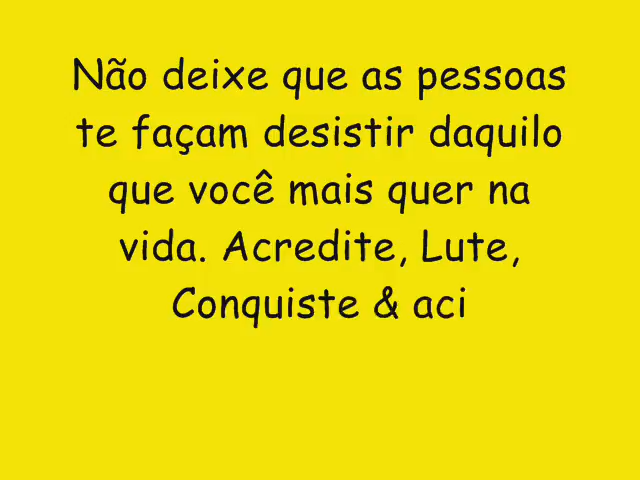 Não deixe que as pessoas
te façam desistir daquilo
que você mais quer na
vida. Acredite, Lute,
Conquiste & aci